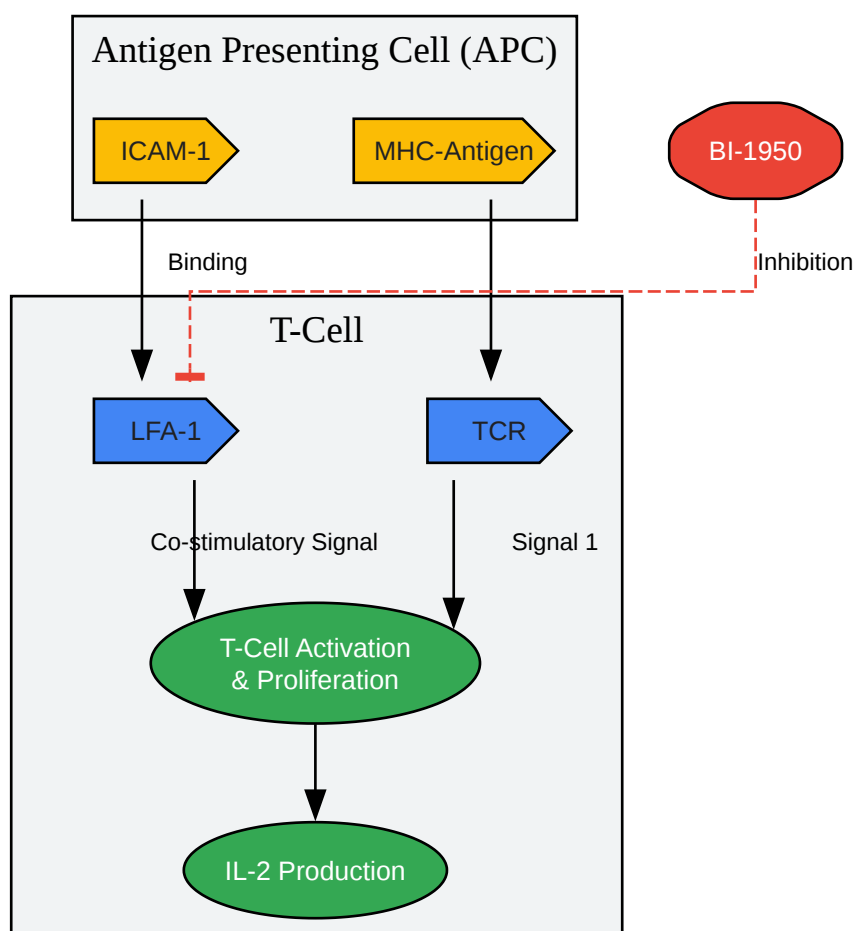 Antigen Presenting Cell (APC)
ICAM-1
MHC-Antigen
BI-1950
Binding
Inhibition
T-Cell
LFA-1
TCR
Co-stimulatory Signal
Signal 1
T-Cell Activation
& Proliferation
IL-2 Production